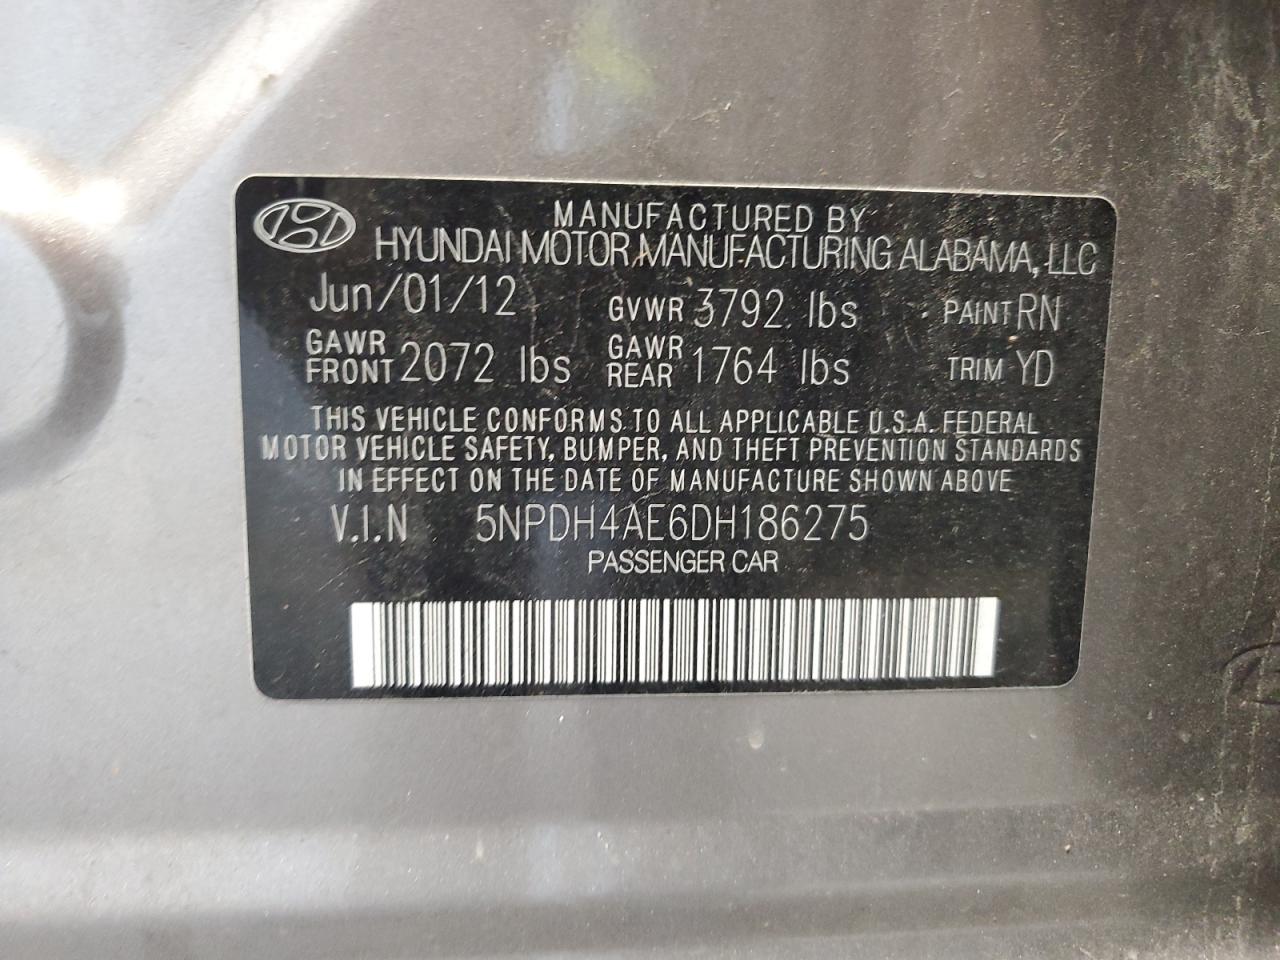 MANUFACTURED BY
HYUNDAI MOTOR MANUFACTURING ALABAMA, LLC
Jun/01/12 GVWR 3792 lbs PAINT RN
GAWR FRONT 2072 lbs GAWR REAR 1764 lbs TRIM YD
THIS VEHICLE CONFORMS TO ALL APPLICABLE U.S.A. FEDERAL
MOTOR VEHICLE SAFETY, BUMPER, AND THEFT PREVENTION STANDARDS
IN EFFECT ON THE DATE OF MANUFACTURE SHOWN ABOVE
V.I.N 5NPDH4AE6DH186275
PASSENGER CAR